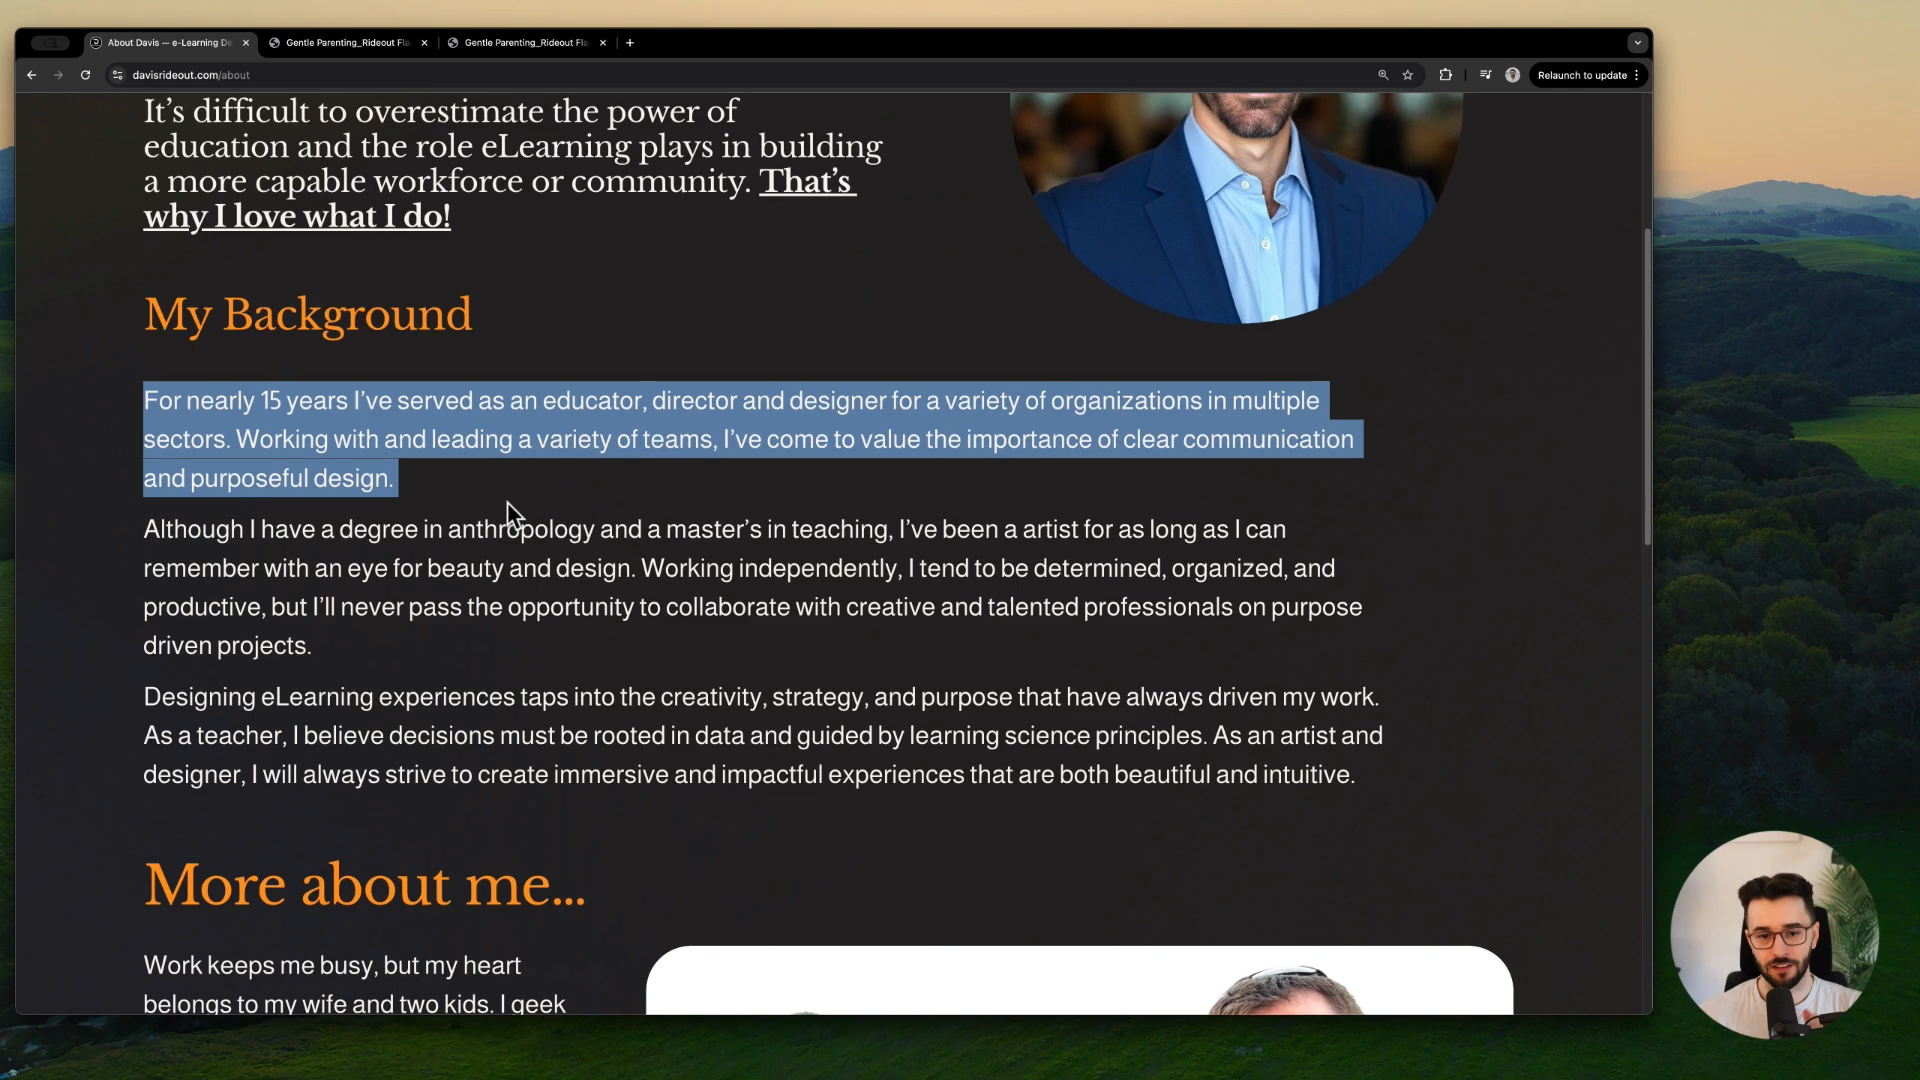 About Davis — e-Learning De
Gentle Parenting_Rideout Fla
Gentle Parenting_Rideout Fla
davisrideout.com/about
Relaunch to update
It's difficult to overestimate the power of
education and the role eLearning plays in building
a more capable workforce or community. That's
why I love what I do!
My Background
For nearly 15 years I've served as an educator, director and designer for a variety of organizations in multiple
sectors. Working with and leading a variety of teams, I've come to value the importance of clear communication
and purposeful design.
Although I have a degree in anthropology and a master's in teaching, I've been a artist for as long as I can
remember with an eye for beauty and design. Working independently, I tend to be determined, organized, and
productive, but I'll never pass the opportunity to collaborate with creative and talented professionals on purpose
driven projects.
Designing eLearning experiences taps into the creativity, strategy, and purpose that have always driven my work.
As a teacher, I believe decisions must be rooted in data and guided by learning science principles. As an artist and
designer, I will always strive to create immersive and impactful experiences that are both beautiful and intuitive.
More about me...
Work keeps me busy, but my heart
belongs to my wife and two kids. I geek